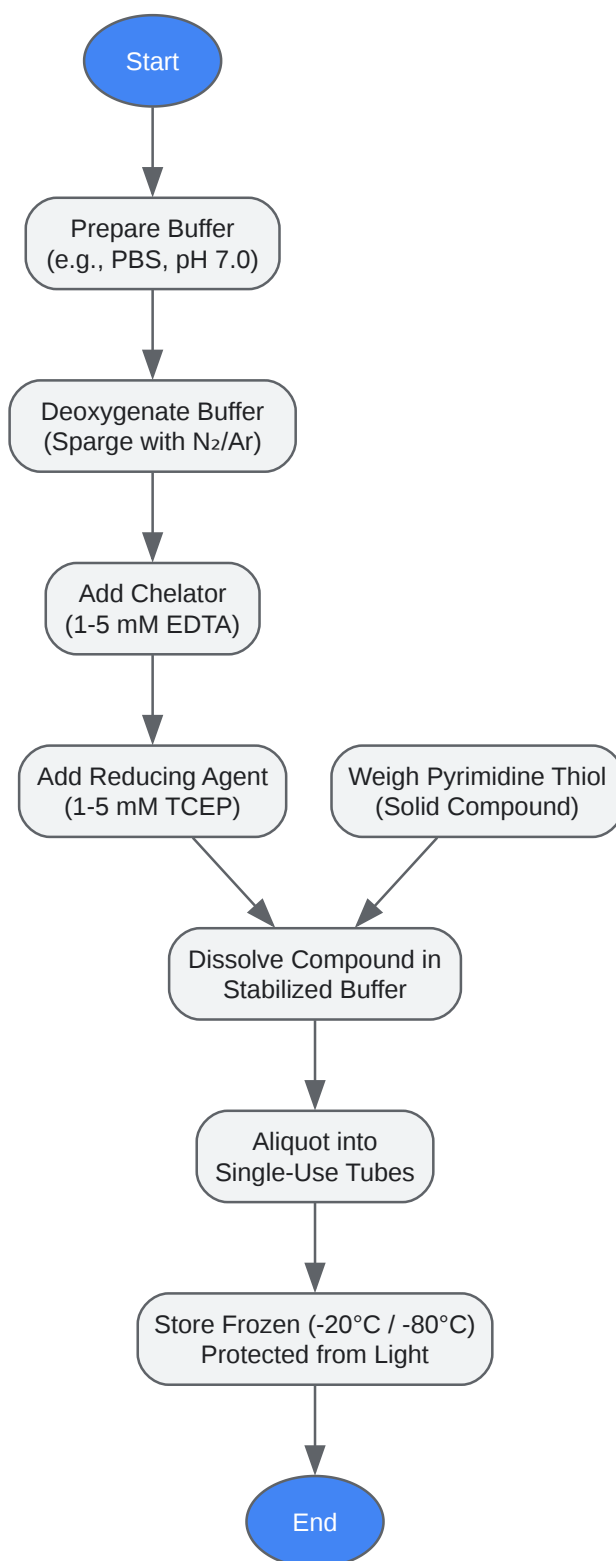 Start
Prepare Buffer
(e.g., PBS, pH 7.0)
Deoxygenate Buffer
(Sparge with N₂/Ar)
Add Chelator
(1-5 mM EDTA)
Add Reducing Agent
(1-5 mM TCEP)
Weigh Pyrimidine Thiol
(Solid Compound)
Dissolve Compound in
Stabilized Buffer
Aliquot into
Single-Use Tubes
Store Frozen (-20°C / -80°C)
Protected from Light
End